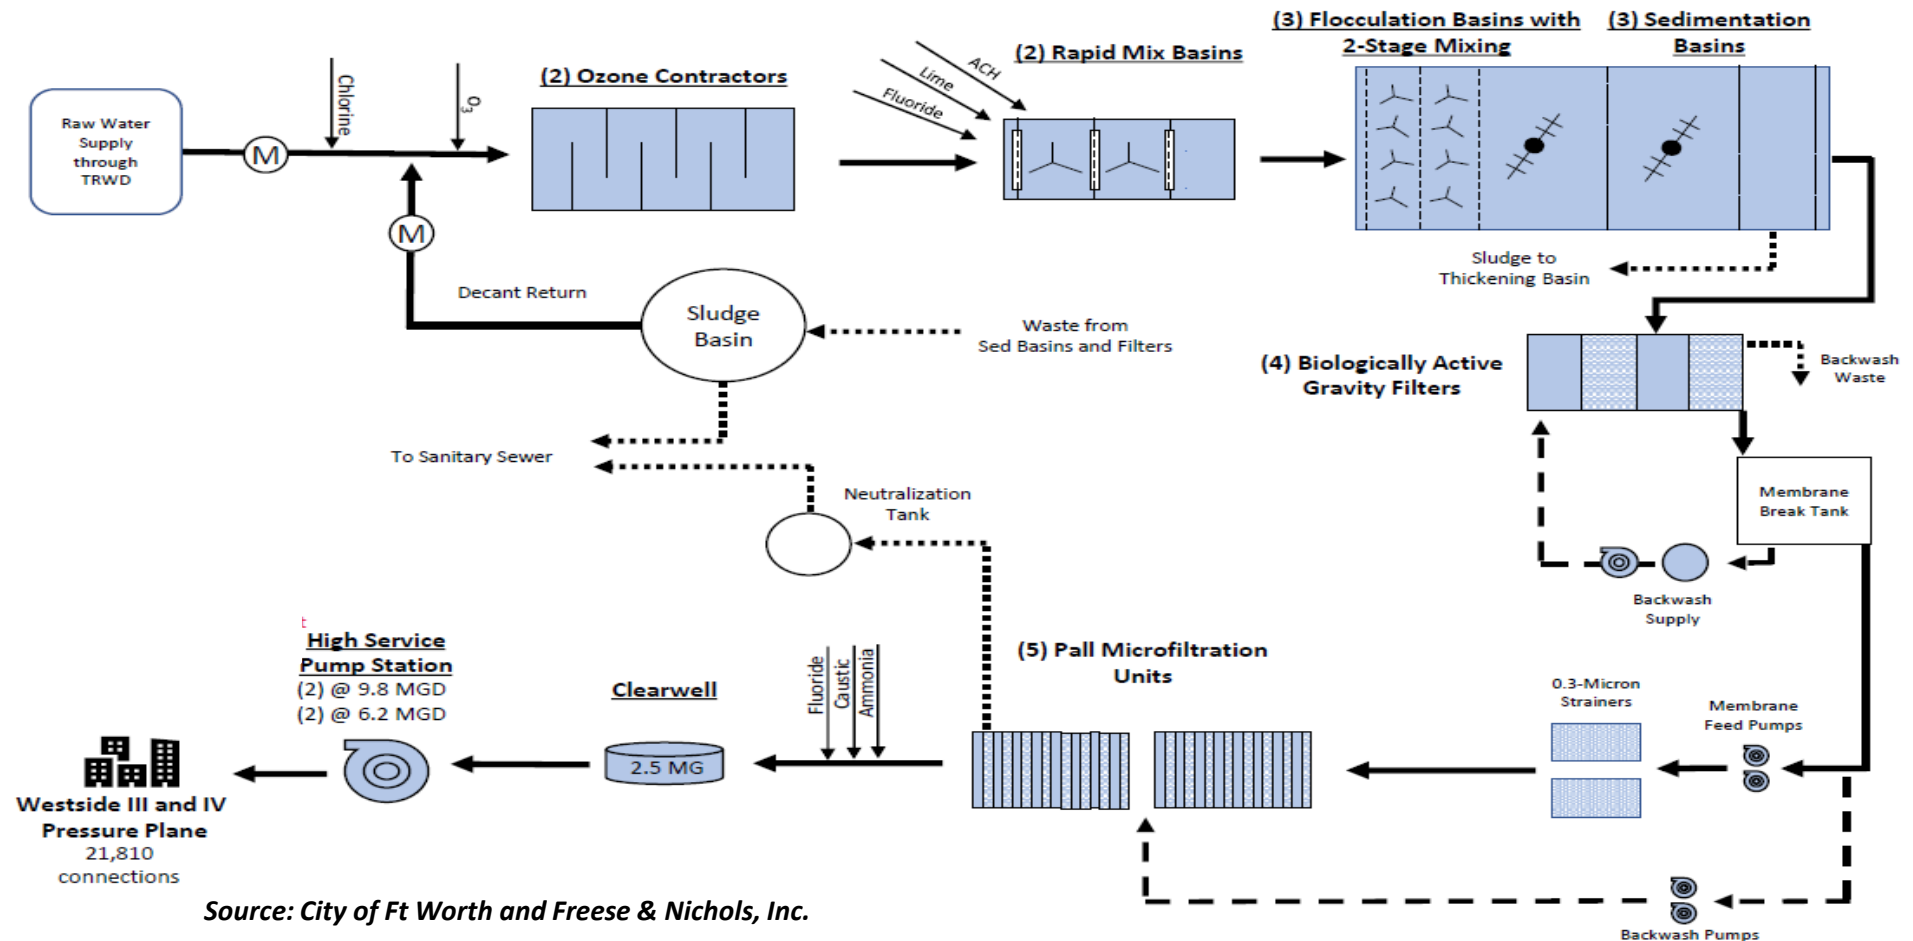 (3) Flocculation Basins with
2-Stage Mixing
(3) Sedimentation
Basins
(2) Rapid Mix Basins
(2) Ozone Contractors
Raw Water
Supply
through
TRWD
M
Chlorine
O3
ACH
Lime
Fluoride
M
Decant Return
Sludge
Basin
Waste from
Sed Basins and Filters
Sludge to
Thickening Basin
(4) Biologically Active
Gravity Filters
Backwash
Waste
To Sanitary Sewer
Neutralization
Tank
Membrane
Break Tank
Backwash
Supply
t
High Service
Pump Station
(2) @ 9.8 MGD
(2) @ 6.2 MGD
Clearwell
2.5 MG
Fluoride
Caustic
Ammonia
(5) Pall Microfiltration
Units
0.3-Micron
Strainers
Membrane
Feed Pumps
Westside III and IV
Pressure Plane
21,810
connections
Source: City of Ft Worth and Freese & Nichols, Inc.
Backwash Pumps